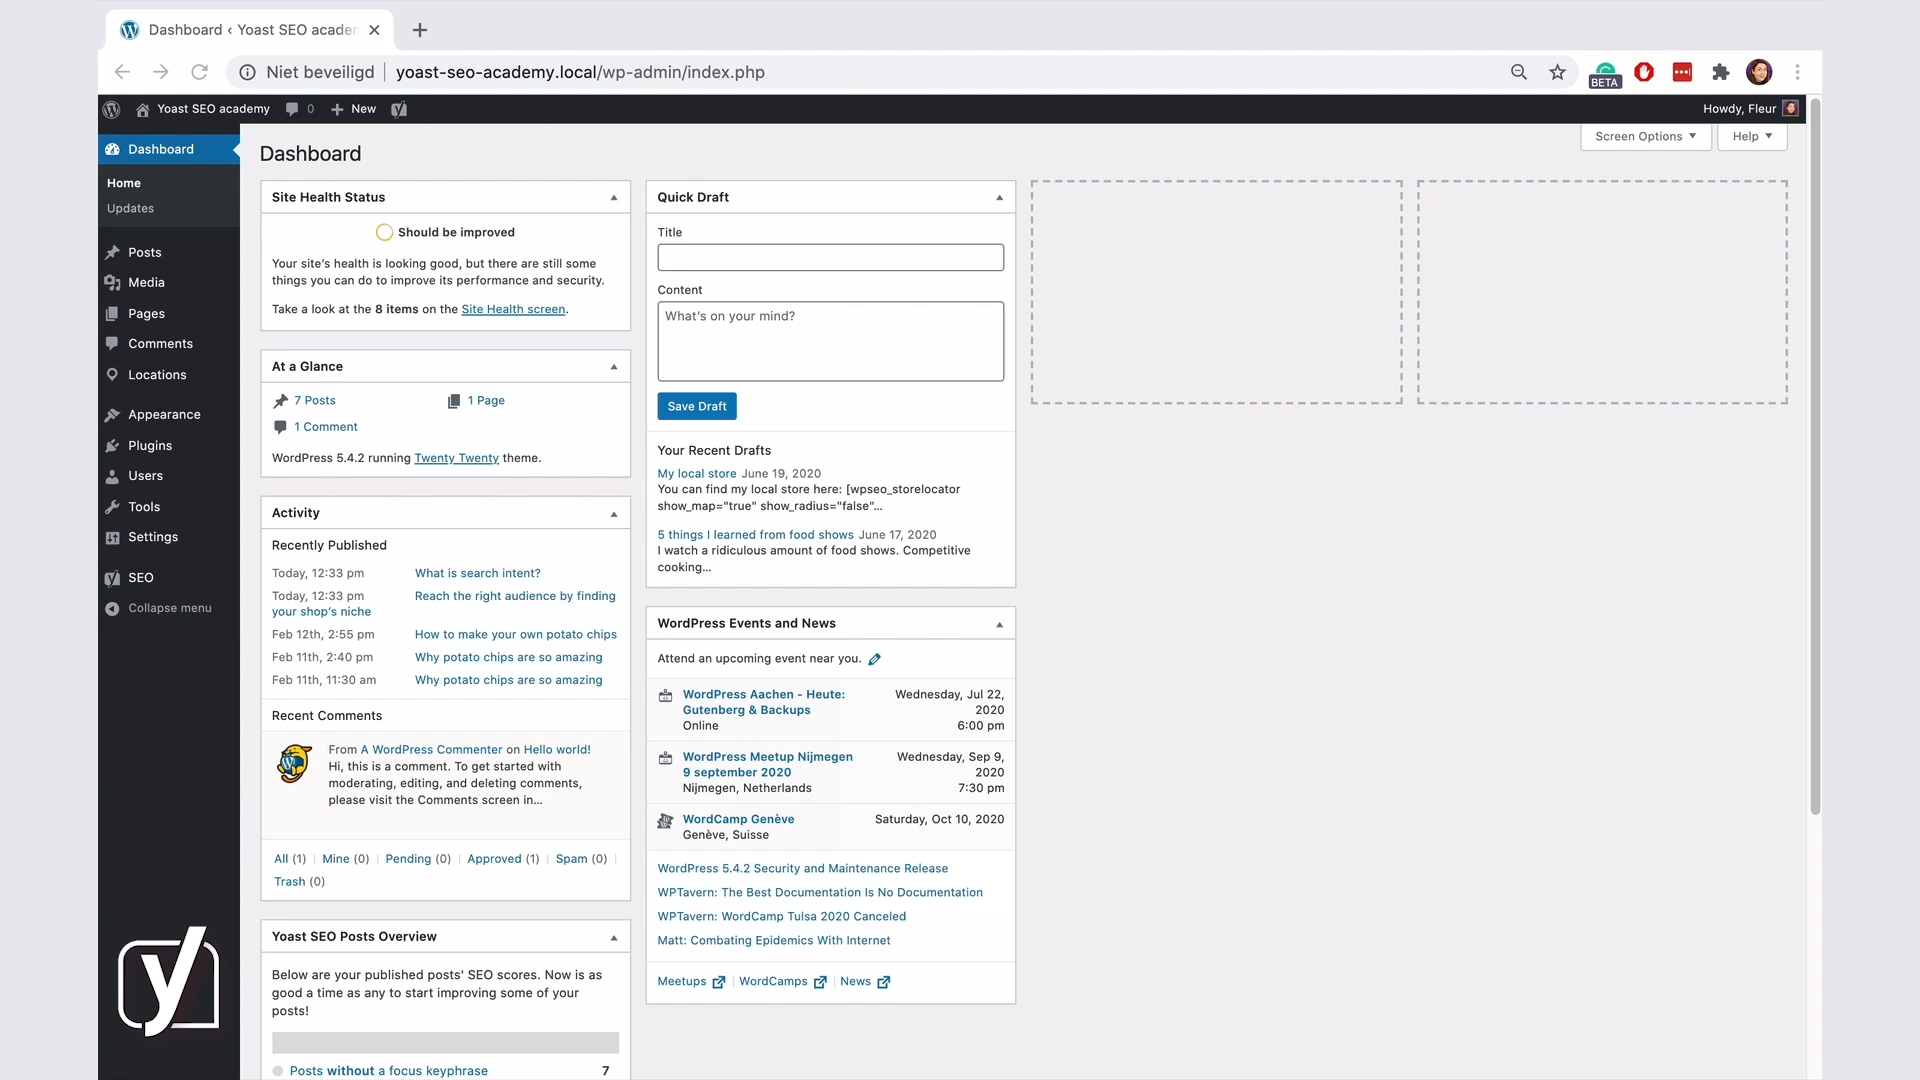 Dashboard ‹ Yoast SEO academ
Niet beveiligd
yoast-seo-academy.local/wp-admin/index.php
BETA
Yoast SEO academy
0
New
Howdy, Fleur
Dashboard
Home
Updates
Posts
Media
Pages
Comments
Locations
Appearance
Plugins
Users
Tools
Settings
SEO
Collapse menu
Dashboard
Screen Options
Help
Site Health Status
Should be improved
Your site's health is looking good, but there are still some
things you can do to improve its performance and security.
Take a look at the 8 items on the Site Health screen.
At a Glance
7 Posts
1 Page
1 Comment
WordPress 5.4.2 running Twenty Twenty theme.
Activity
Recently Published
Today, 12:33 pm What is search intent?
Today, 12:33 pm Reach the right audience by finding
your shop's niche
Feb 12th, 2:55 pm How to make your own potato chips
Feb 11th, 2:40 pm Why potato chips are so amazing
Feb 11th, 11:30 am Why potato chips are so amazing
Recent Comments
From A WordPress Commenter on Hello world!
Hi, this is a comment. To get started with
moderating, editing, and deleting comments,
please visit the Comments screen in…
All (1) | Mine (0) | Pending (0) | Approved (1) | Spam (0) |
Trash (0)
Yoast SEO Posts Overview
Below are your published posts' SEO scores. Now is as
good a time as any to start improving some of your
posts!
Posts without a focus keyphrase 7
Quick Draft
Title
Content
What's on your mind?
Save Draft
Your Recent Drafts
My local store June 19, 2020
You can find my local store here: [wpseo_storelocator
show_map="true" show_radius="false"…
5 things I learned from food shows June 17, 2020
I watch a ridiculous amount of food shows. Competitive
cooking…
WordPress Events and News
Attend an upcoming event near you.
WordPress Aachen - Heute: Wednesday, Jul 22,
Gutenberg & Backups 2020
Online 6:00 pm
WordPress Meetup Nijmegen Wednesday, Sep 9,
9 september 2020 2020
Nijmegen, Netherlands 7:30 pm
WordCamp Genève Saturday, Oct 10, 2020
Genève, Suisse
WordPress 5.4.2 Security and Maintenance Release
WPTavern: The Best Documentation Is No Documentation
WPTavern: WordCamp Tulsa 2020 Canceled
Matt: Combating Epidemics With Internet
Meetups | WordCamps | News
y